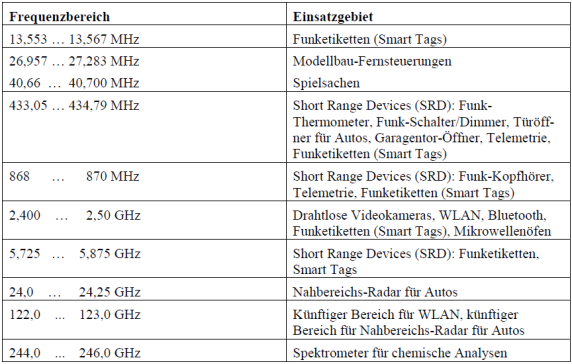 Frequenzbereich Einsatzgebiet
13,553 … 13,567 MHz Funketiketten (Smart Tags)
26,957 … 27,283 MHz Modellbau-Fernsteuerungen
40,66 … 40,700 MHz Spielsachen
433,05 … 434,79 MHz Short Range Devices (SRD): Funk-
Thermometer, Funk-Schalter/Dimmer, Türöff-
ner für Autos, Garagentor-Öffner, Telemetrie,
Funketiketten (Smart Tags)
868 … 870 MHz Short Range Devices (SRD): Funk-Kopfhörer,
Telemetrie, Funketiketten (Smart Tags)
2,400 … 2,50 GHz Drahtlose Videokameras, WLAN, Bluetooth,
Funketiketten (Smart Tags), Mikrowellenöfen
5,725 … 5,875 GHz Short Range Devices (SRD): Funketiketten,
Smart Tags
24,0 … 24,25 GHz Nahbereichs-Radar für Autos
122,0 ... 123,0 GHz Künftiger Bereich für WLAN, künftiger
Bereich für Nahbereichs-Radar für Autos
244,0 ... 246,0 GHz Spektrometer für chemische Analysen